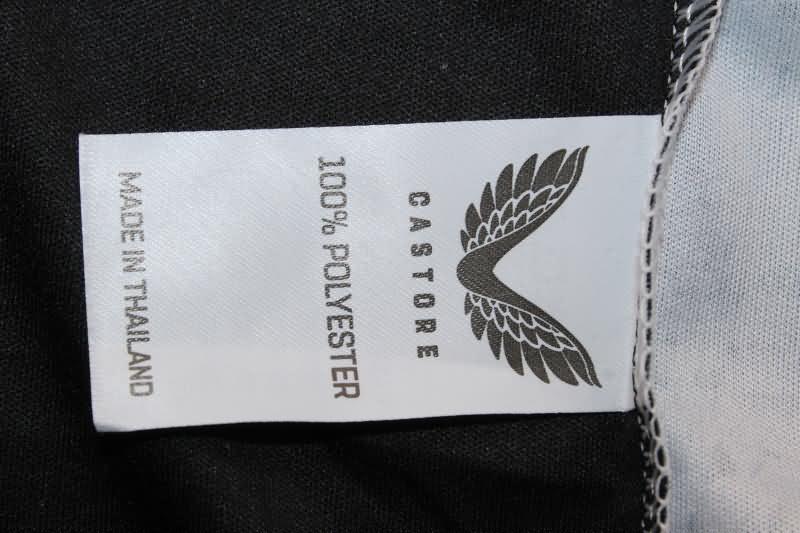 CASTORE
100% POLYESTER
MADE IN THAILAND